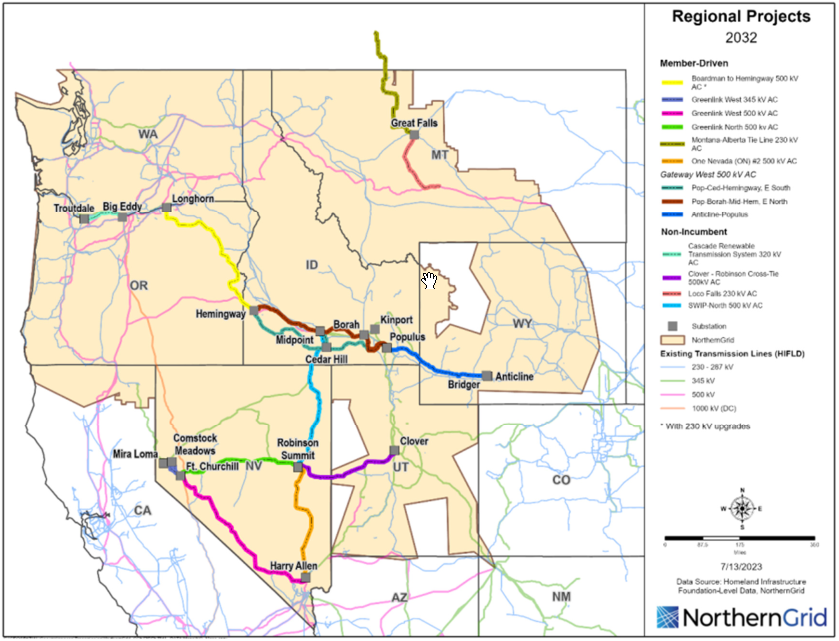 Regional Projects
2032
Member-Driven
Boardman to Hemingway 500 kV
AC *
Greenlink West 345 kV AC
Greenlink West 500 kV AC
Greenlink North 500 kv AC
Montana-Alberta Tie Line 230 kV
AC
One Nevada (ON) #2 500 kV AC
Gateway West 500 kV AC
Pop-Ced-Hemingway, E South
Pop-Borah-Mid-Hem, E North
Anticline-Populus
Non-Incumbent
Cascade Renewable
Transmission System 320 kV
AC
Clover - Robinson Cross-Tie
500kV AC
Loco Falls 230 kV AC
SWIP-North 500 kV AC
Substation
NorthernGrid
Existing Transmission Lines (HIFLD)
230 - 287 kV
345 kV
500 kV
1000 kV (DC)
* With 230 kV upgrades
N
W
E
S
0
87.5
175
350
Miles
7/13/2023
Data Source: Homeland Infrastructure
Foundation-Level Data, NorthernGrid
NorthernGrid
Great Falls
WA
MT
Troutdale
Big Eddy
Longhorn
OR
ID
WY
Hemingway
Kinport
Borah
Midpoint
Populus
Cedar Hill
Anticline
Bridger
Comstock
Meadows
Mira Loma
Ft. Churchill
NV
Robinson
Summit
Clover
UT
CO
CA
Harry Allen
AZ
NM